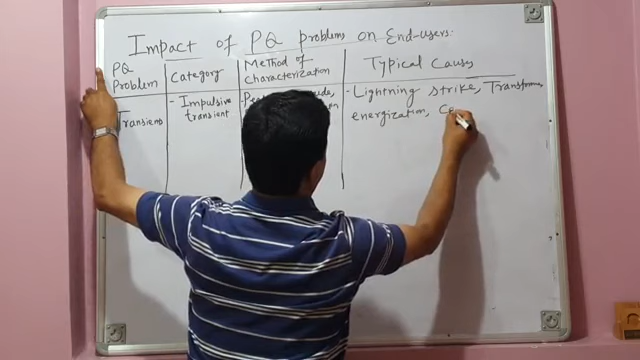 Impact of PQ problems on End-users:
PQ Problem
Category
Method of Characterization
Typical Causes
Transients
- Impulsive transient
- Lightning strike, Transformer
energization, Ca